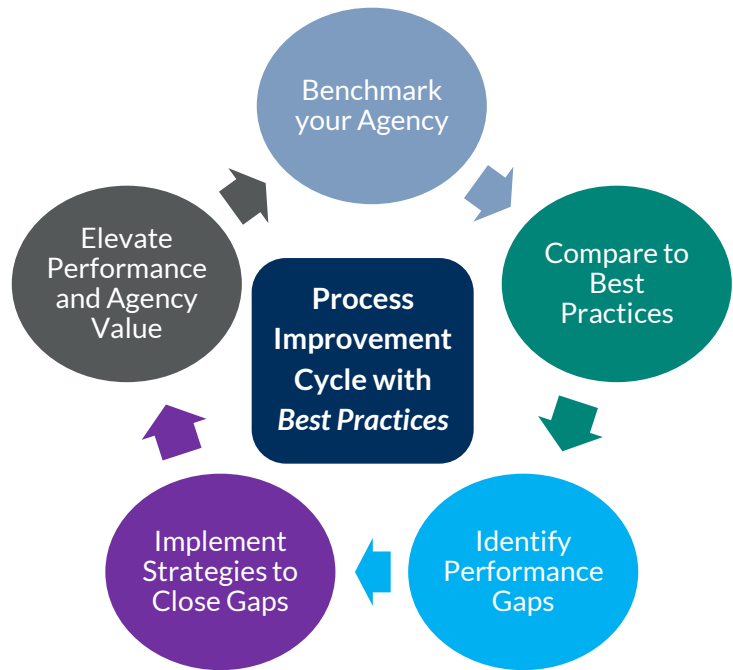 Benchmark
your Agency
Compare to
Best
Practices
Identify
Performance
Gaps
Implement
Strategies to
Close Gaps
Elevate
Performance
and Agency
Value
Process
Improvement
Cycle with
Best Practices